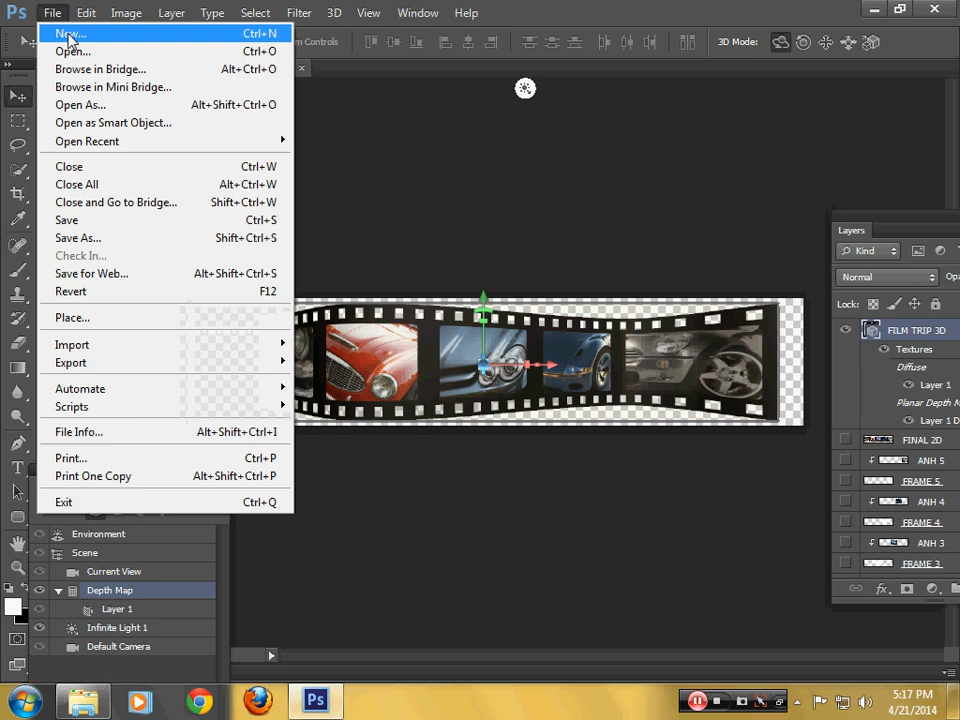 Ps File Edit Image Layer Type Select Filter 3D View Window Help
New... Ctrl+N
Controls 3D Mode:
Open... Ctrl+O
Browse in Bridge... Alt+Ctrl+O
Browse in Mini Bridge...
Open As... Alt+Shift+Ctrl+O
Open as Smart Object...
Open Recent
Close Ctrl+W
Close All Alt+Ctrl+W
Close and Go to Bridge... Shift+Ctrl+W
Save Ctrl+S
Save As... Shift+Ctrl+S
Check In...
Save for Web... Alt+Shift+Ctrl+S
Revert F12
Place...
Import
Export
Automate
Scripts
File Info... Alt+Shift+Ctrl+I
Print... Ctrl+P
Print One Copy Alt+Shift+Ctrl+P
Exit Ctrl+Q
Environment
Scene
Current View
Depth Map
Layer 1
Infinite Light 1
Default Camera
Layers
Kind
Normal Opa
Lock:
FILM TRIP 3D
Textures
Diffuse
Layer 1
Planar Depth M
Layer 1 D
FINAL 2D
ANH 5
FRAME 5
ANH 4
FRAME 4
ANH 3
FRAME 3
Ps
5:17 PM
4/21/2014